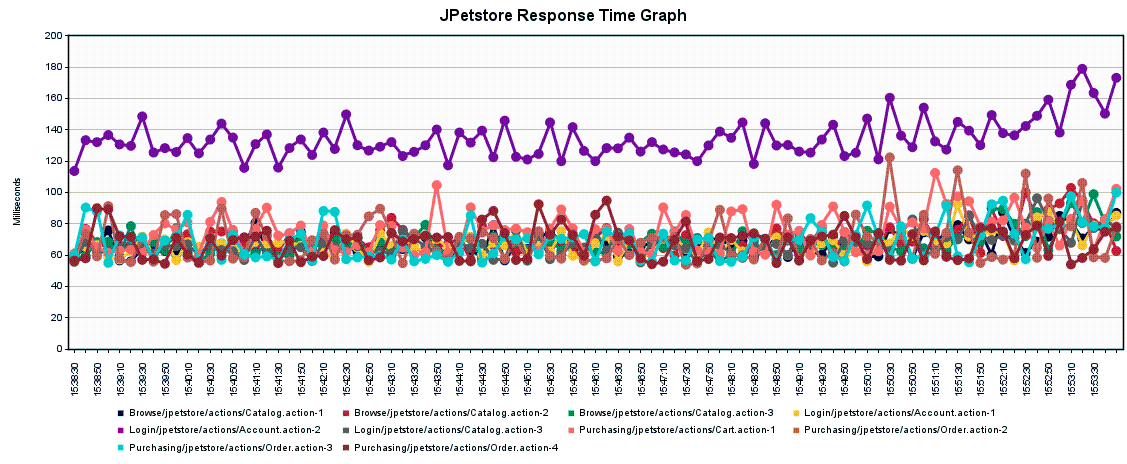 JPetstore Response Time Graph
200
180
160
140
120
100
80
60
40
20
0
Milliseconds
15:38:30 15:38:50 15:39:10 15:39:30 15:39:50 15:40:10 15:40:30 15:40:50 15:41:10 15:41:30 15:41:50 15:42:10 15:42:30 15:42:50 15:43:10 15:43:30 15:43:50 15:44:10 15:44:30 15:44:50 15:45:10 15:45:30 15:45:50 15:46:10 15:46:30 15:46:50 15:47:10 15:47:30 15:47:50 15:48:10 15:48:30 15:48:50 15:49:10 15:49:30 15:49:50 15:50:10 15:50:30 15:50:50 15:51:10 15:51:30 15:51:50 15:52:10 15:52:30 15:52:50 15:53:10 15:53:30
Browse/jpetstore/actions/Catalog.action-1 Browse/jpetstore/actions/Catalog.action-2 Browse/jpetstore/actions/Catalog.action-3 Login/jpetstore/actions/Account.action-1
Login/jpetstore/actions/Account.action-2 Login/jpetstore/actions/Catalog.action-3 Purchasing/jpetstore/actions/Cart.action-1 Purchasing/jpetstore/actions/Order.action-2
Purchasing/jpetstore/actions/Order.action-3 Purchasing/jpetstore/actions/Order.action-4